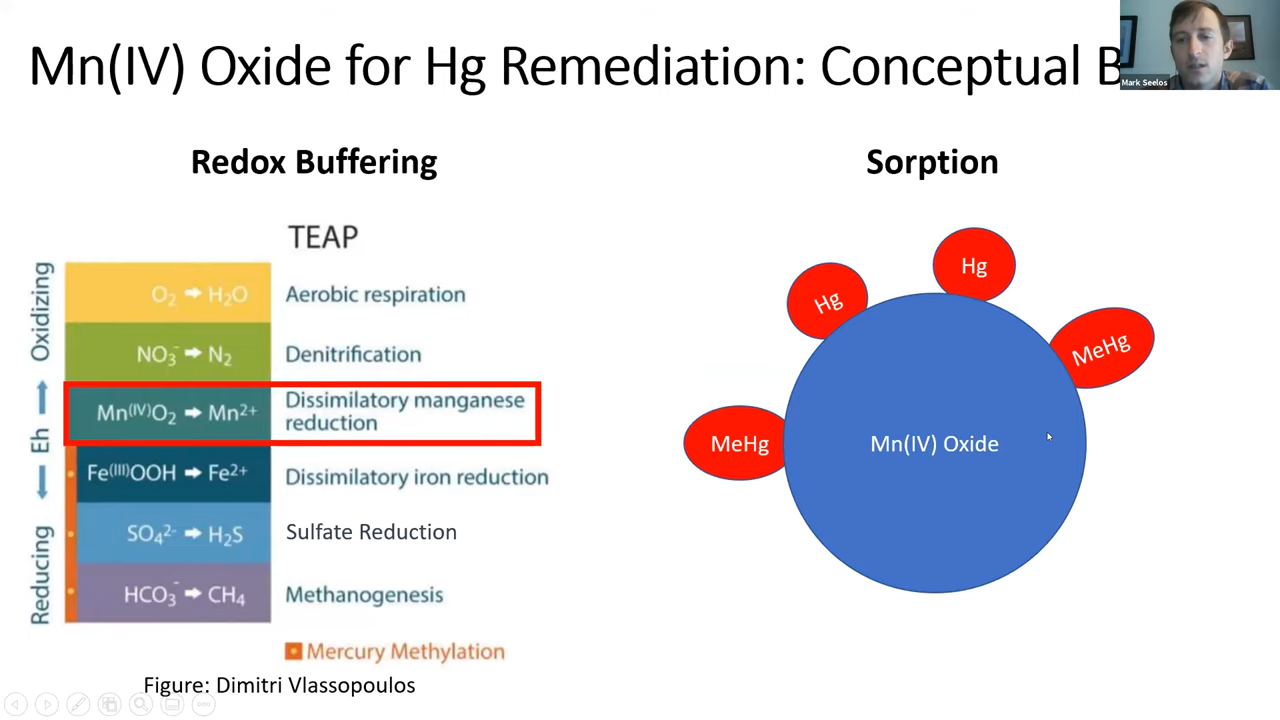 Mn(IV) Oxide for Hg Remediation: Conceptual B
Mark Seelos
Redox Buffering
Sorption
TEAP
Oxidizing
Eh
Reducing
O₂ ➔ H₂O
Aerobic respiration
NO₃⁻ ➔ N₂
Denitrification
Mn⁽ᴵⱽ⁾O₂ ➔ Mn²⁺
Dissimilatory manganese
reduction
Fe⁽ᴵᴵᴵ⁾OOH ➔ Fe²⁺
Dissimilatory iron reduction
SO₄²⁻ ➔ H₂S
Sulfate Reduction
HCO₃⁻ ➔ CH₄
Methanogenesis
Mercury Methylation
Figure: Dimitri Vlassopoulos
Hg
Hg
MeHg
MeHg
Mn(IV) Oxide